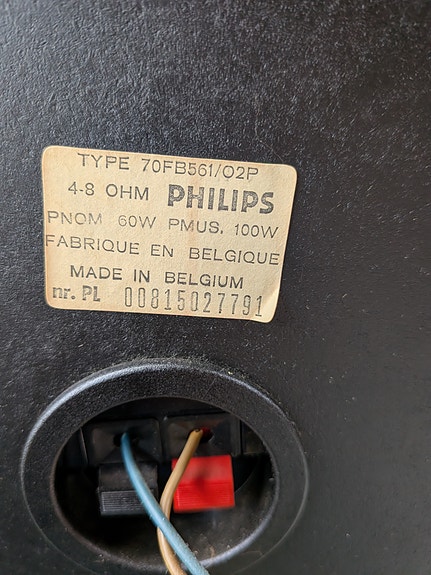 TYPE 70FB561/02P
4-8 OHM PHILIPS
PNOM 60W PMUS. 100W
FABRIQUE EN BELGIQUE
MADE IN BELGIUM
nr. PL 00815027791